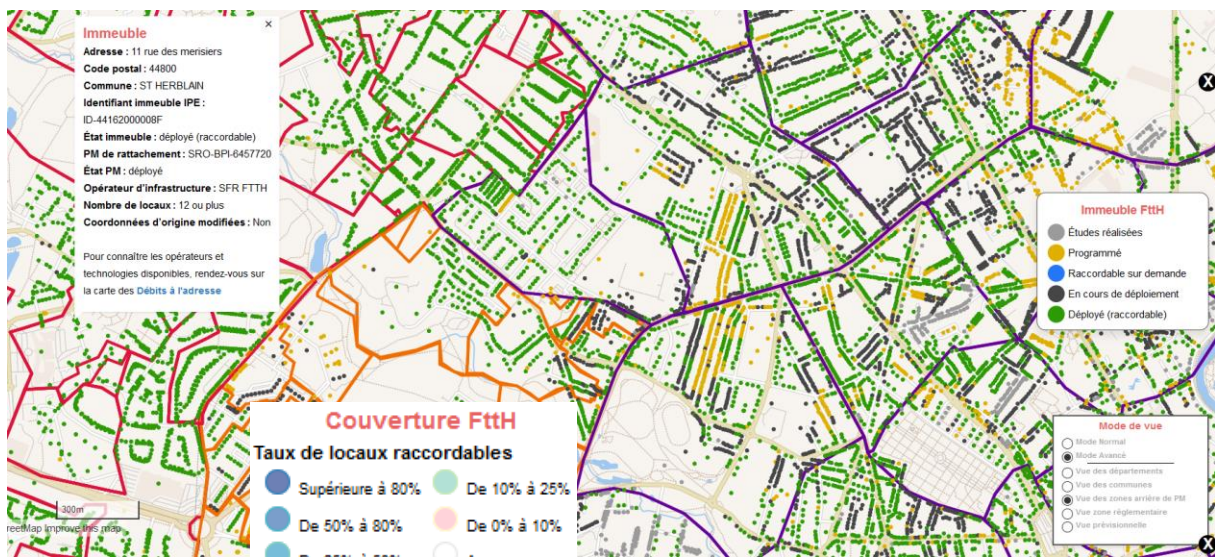 Immeuble
×
Adresse : 11 rue des merisiers
Code postal : 44800
Commune : ST HERBLAIN
Identifiant immeuble IPE :
ID-44162000008F
État immeuble : déployé (raccordable)
PM de rattachement : SRO-BPI-6457720
État PM : déployé
Opérateur d'infrastructure : SFR FTTH
Nombre de locaux : 12 ou plus
Coordonnées d'origine modifiées : Non
Pour connaître les opérateurs et
technologies disponibles, rendez-vous sur
la carte des Débits à l'adresse
X
Immeuble FttH
Études réalisées
Programmé
Raccordable sur demande
En cours de déploiement
Déployé (raccordable)
Couverture FttH
Taux de locaux raccordables
Supérieure à 80%
De 10% à 25%
De 50% à 80%
De 0% à 10%
Mode de vue
Mode Normal
Mode Avancé
Vue des départements
Vue des communes
Vue des zones arrière de PM
Vue zone réglementaire
Vue prévisionnelle
X
300m
reetMap Improve this map